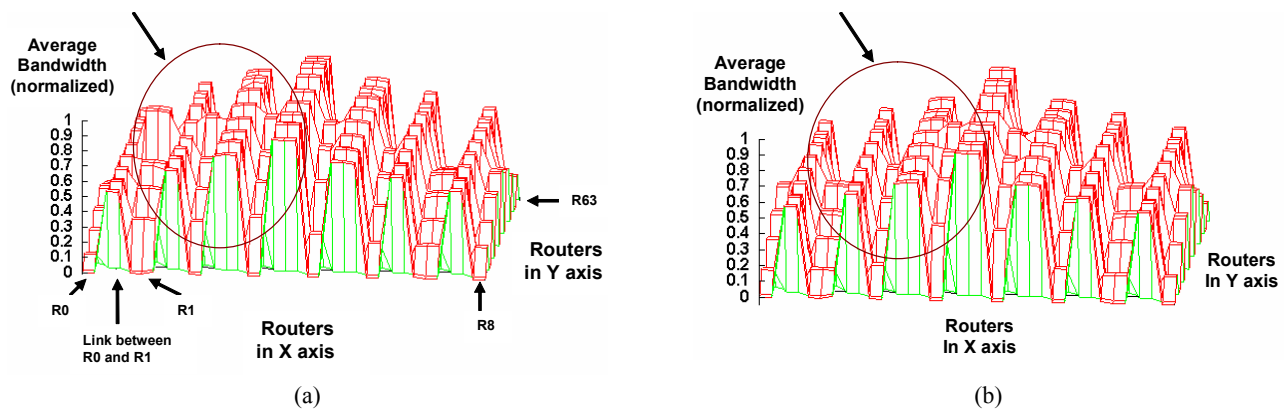 Average
Bandwidth
(normalized)
1
0.9
0.8
0.7
0.6
0.5
0.4
0.3
0.2
0.1
0
R0
R1
Link between
R0 and R1
Routers
in X axis
R8
Routers
in Y axis
R63
(a)
Average
Bandwidth
(normalized)
1
0.9
0.8
0.7
0.6
0.5
0.4
0.3
0.2
0.1
0
Routers
In X axis
Routers
In Y axis
(b)